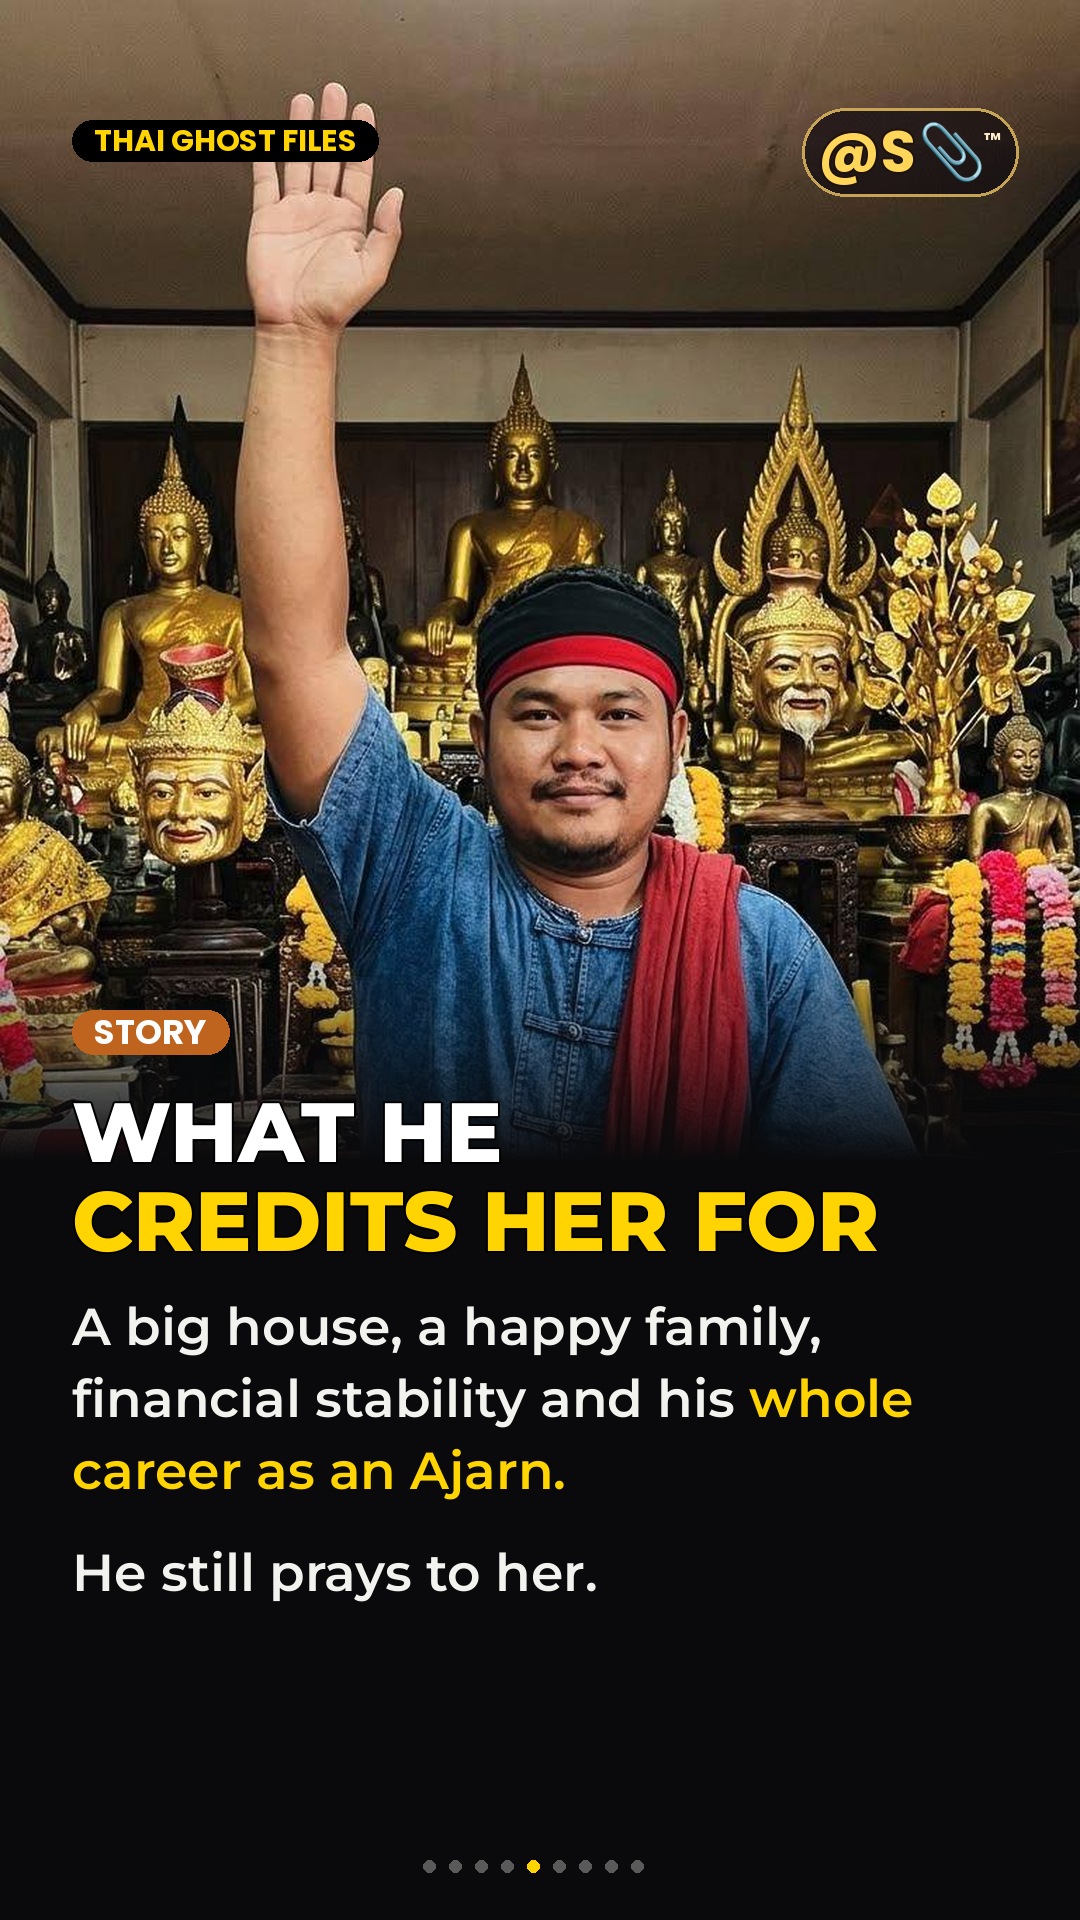 THAI GHOST FILES
@S📎™
STORY
WHAT HE
CREDITS HER FOR
A big house, a happy family,
financial stability and his whole
career as an Ajarn.
He still prays to her.